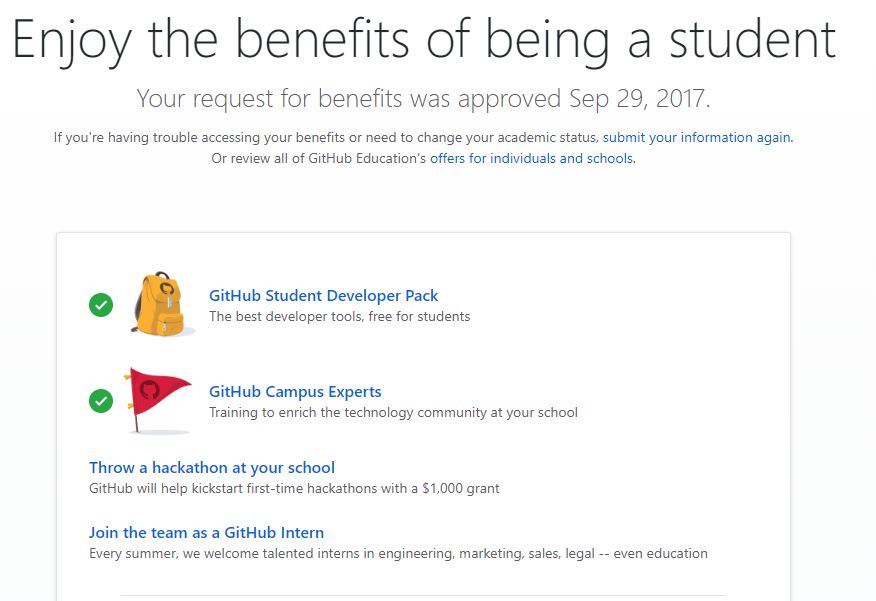 Enjoy the benefits of being a student
Your request for benefits was approved Sep 29, 2017.
If you're having trouble accessing your benefits or need to change your academic status, submit your information again.
Or review all of GitHub Education's offers for individuals and schools.
GitHub Student Developer Pack
The best developer tools, free for students
GitHub Campus Experts
Training to enrich the technology community at your school
Throw a hackathon at your school
GitHub will help kickstart first-time hackathons with a $1,000 grant
Join the team as a GitHub Intern
Every summer, we welcome talented interns in engineering, marketing, sales, legal -- even education